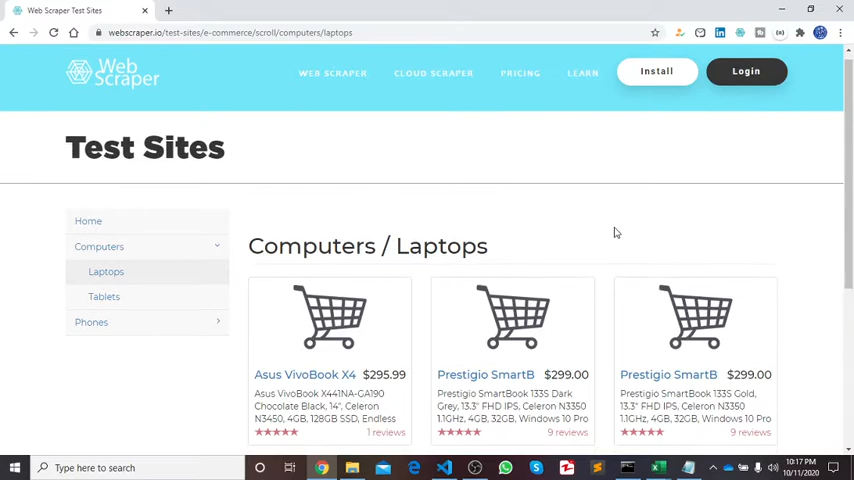 Web Scraper Test Sites
webscraper.io/test-sites/e-commerce/scroll/computers/laptops
Web
Scraper
WEB SCRAPER
CLOUD SCRAPER
PRICING
LEARN
Install
Login
Test Sites
Home
Computers
Laptops
Tablets
Phones
Computers / Laptops
Asus VivoBook X4 $295.99
Asus VivoBook X441NA-GA190
Chocolate Black, 14", Celeron
N3450, 4GB, 128GB SSD, Endless
1 reviews
Prestigio SmartB $299.00
Prestigio SmartBook 133S Dark
Grey, 13.3" FHD IPS, Celeron N3350
1.1GHz, 4GB, 32GB, Windows 10 Pro
9 reviews
Prestigio SmartB $299.00
Prestigio SmartBook 133S Gold,
13.3" FHD IPS, Celeron N3350
1.1GHz, 4GB, 32GB, Windows 10 Pro
9 reviews
Type here to search
10:17 PM
10/11/2020